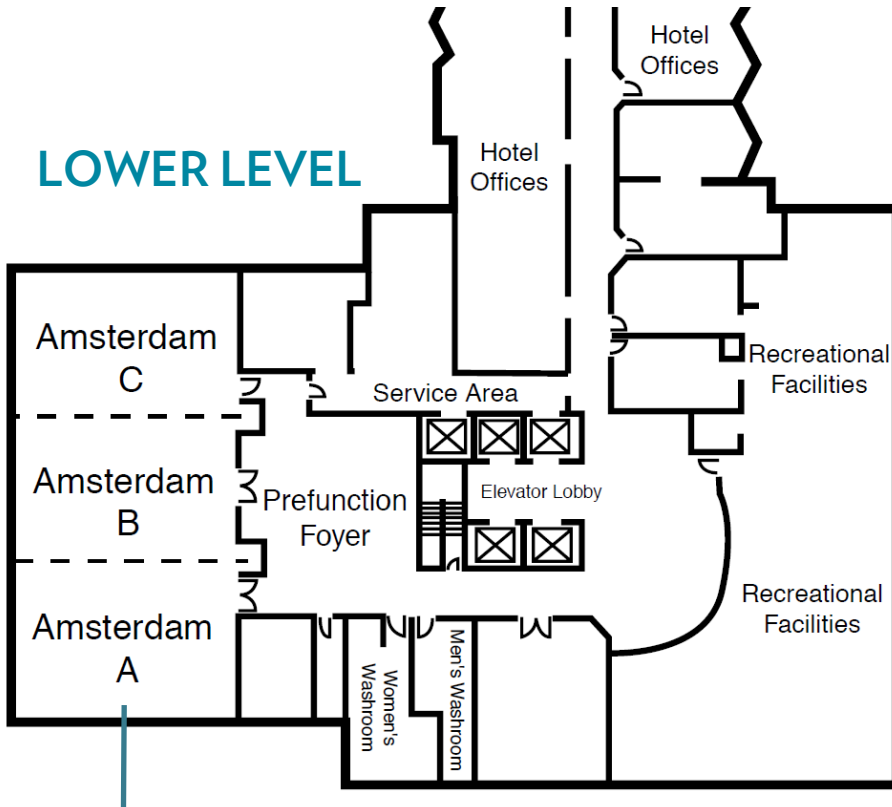 Hotel
Offices
LOWER LEVEL
Hotel
Offices
Amsterdam
C
Service Area
Recreational
Facilities
Amsterdam
B
Prefunction
Foyer
Elevator Lobby
Amsterdam
A
Women's
Washroom
Men's Washroom
Recreational
Facilities